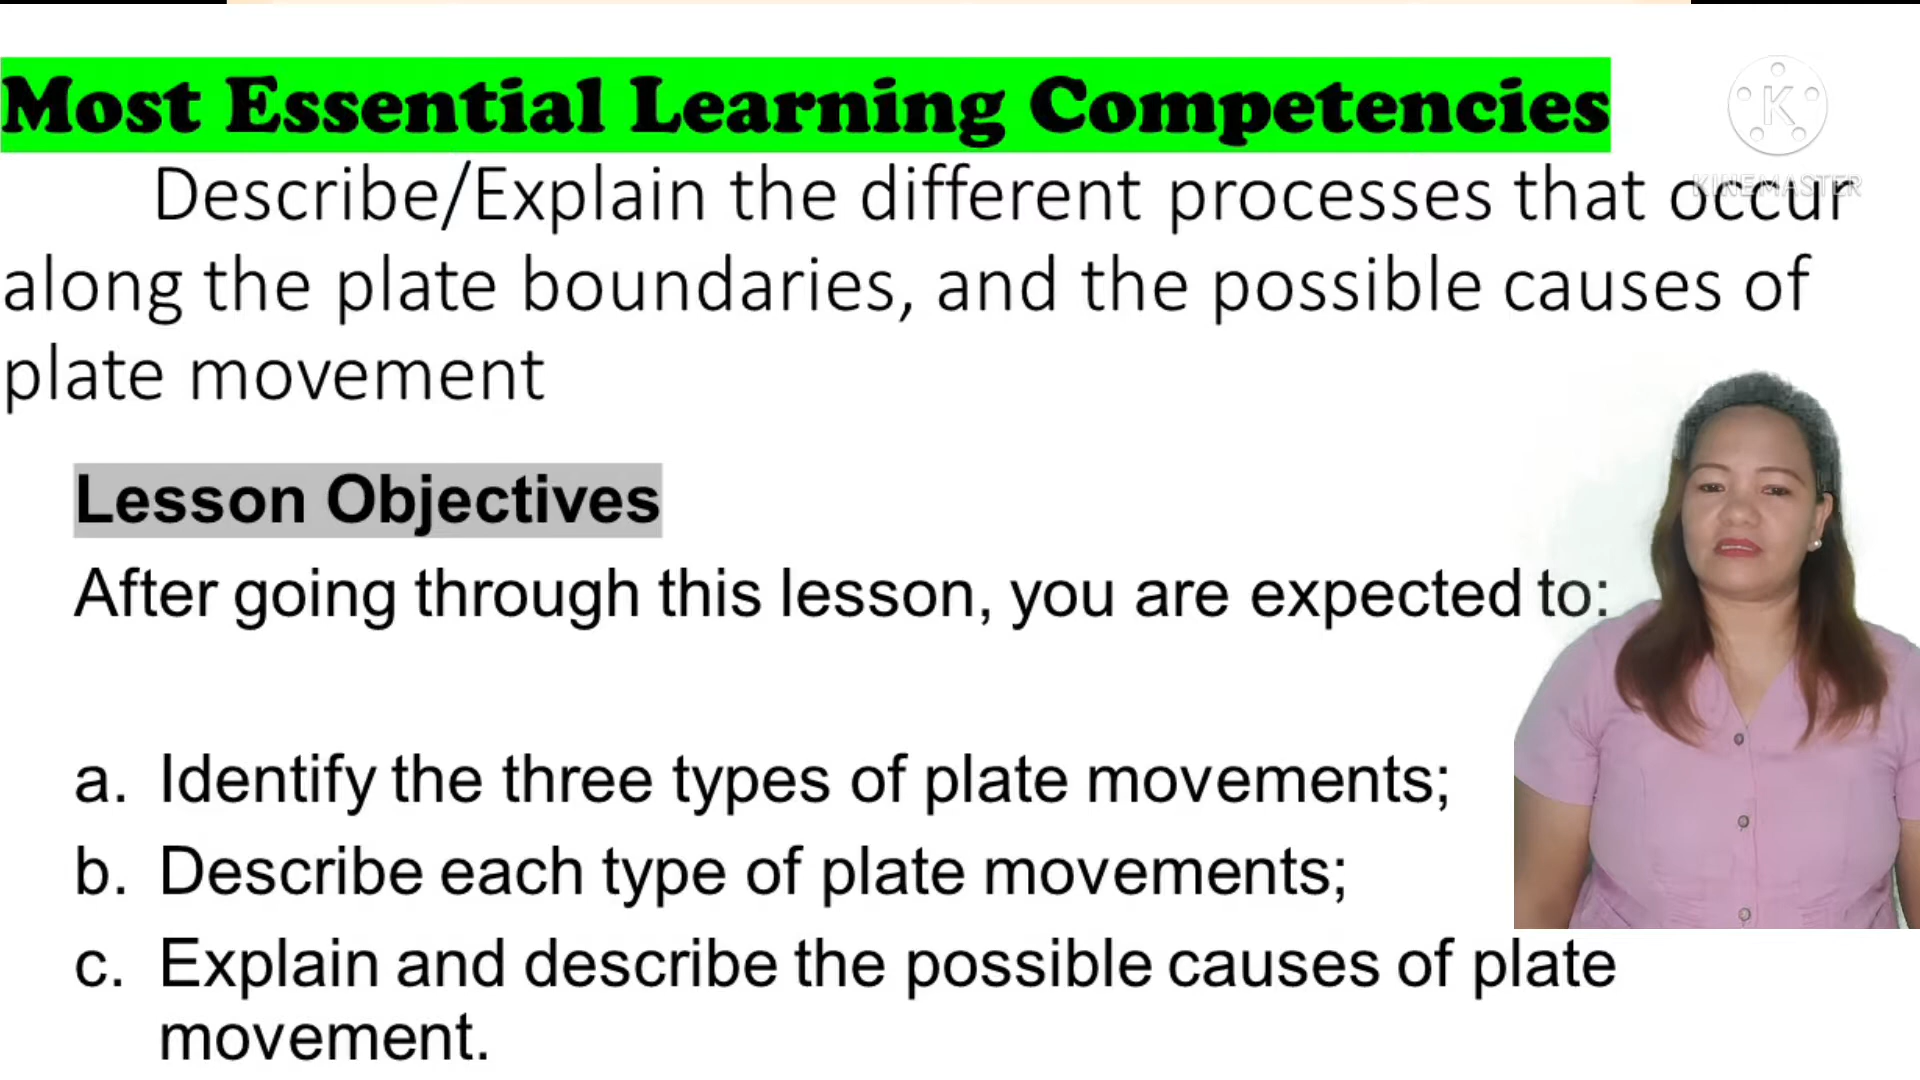 Most Essential Learning Competencies
K
KINEMASTER
Describe/Explain the different processes that occur
along the plate boundaries, and the possible causes of
plate movement
Lesson Objectives
After going through this lesson, you are expected to:
a. Identify the three types of plate movements;
b. Describe each type of plate movements;
c. Explain and describe the possible causes of plate
movement.